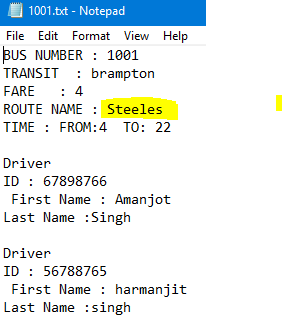 1001.txt - Notepad
File Edit Format View Help
BUS NUMBER : 1001
TRANSIT : brampton
FARE : 4
ROUTE NAME : Steeles
TIME : FROM:4 TO: 22
Driver
ID : 67898766
First Name : Amanjot
Last Name :Singh
Driver
ID : 56788765
First Name : harmanjit
Last Name :singh